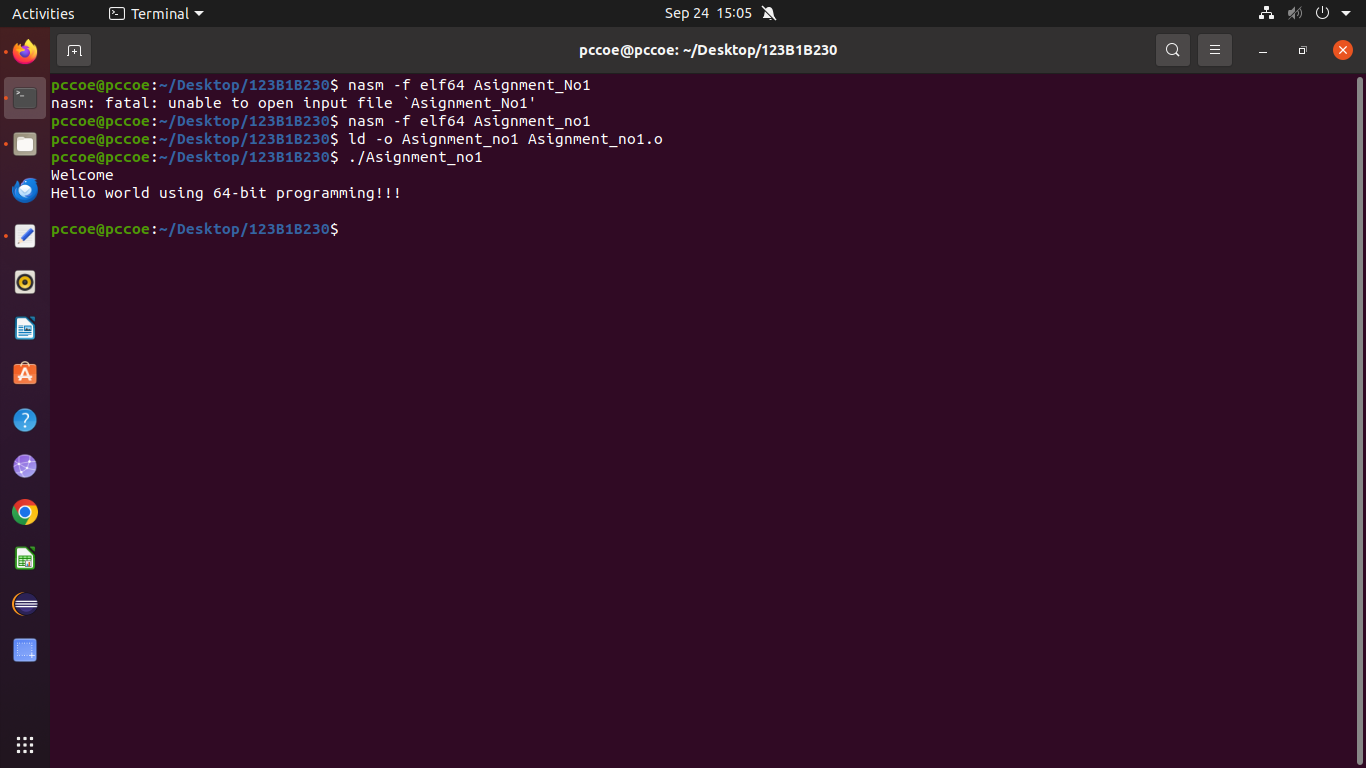 Activities
Terminal
Sep 24 15:05
pccoe@pccoe: ~/Desktop/123B1B230
pccoe@pccoe:~/Desktop/123B1B230$ nasm -f elf64 Asignment_No1
nasm: fatal: unable to open input file `Asignment_No1'
pccoe@pccoe:~/Desktop/123B1B230$ nasm -f elf64 Asignment_no1
pccoe@pccoe:~/Desktop/123B1B230$ ld -o Asignment_no1 Asignment_no1.o
pccoe@pccoe:~/Desktop/123B1B230$ ./Asignment_no1
Welcome
Hello world using 64-bit programming!!!
pccoe@pccoe:~/Desktop/123B1B230$